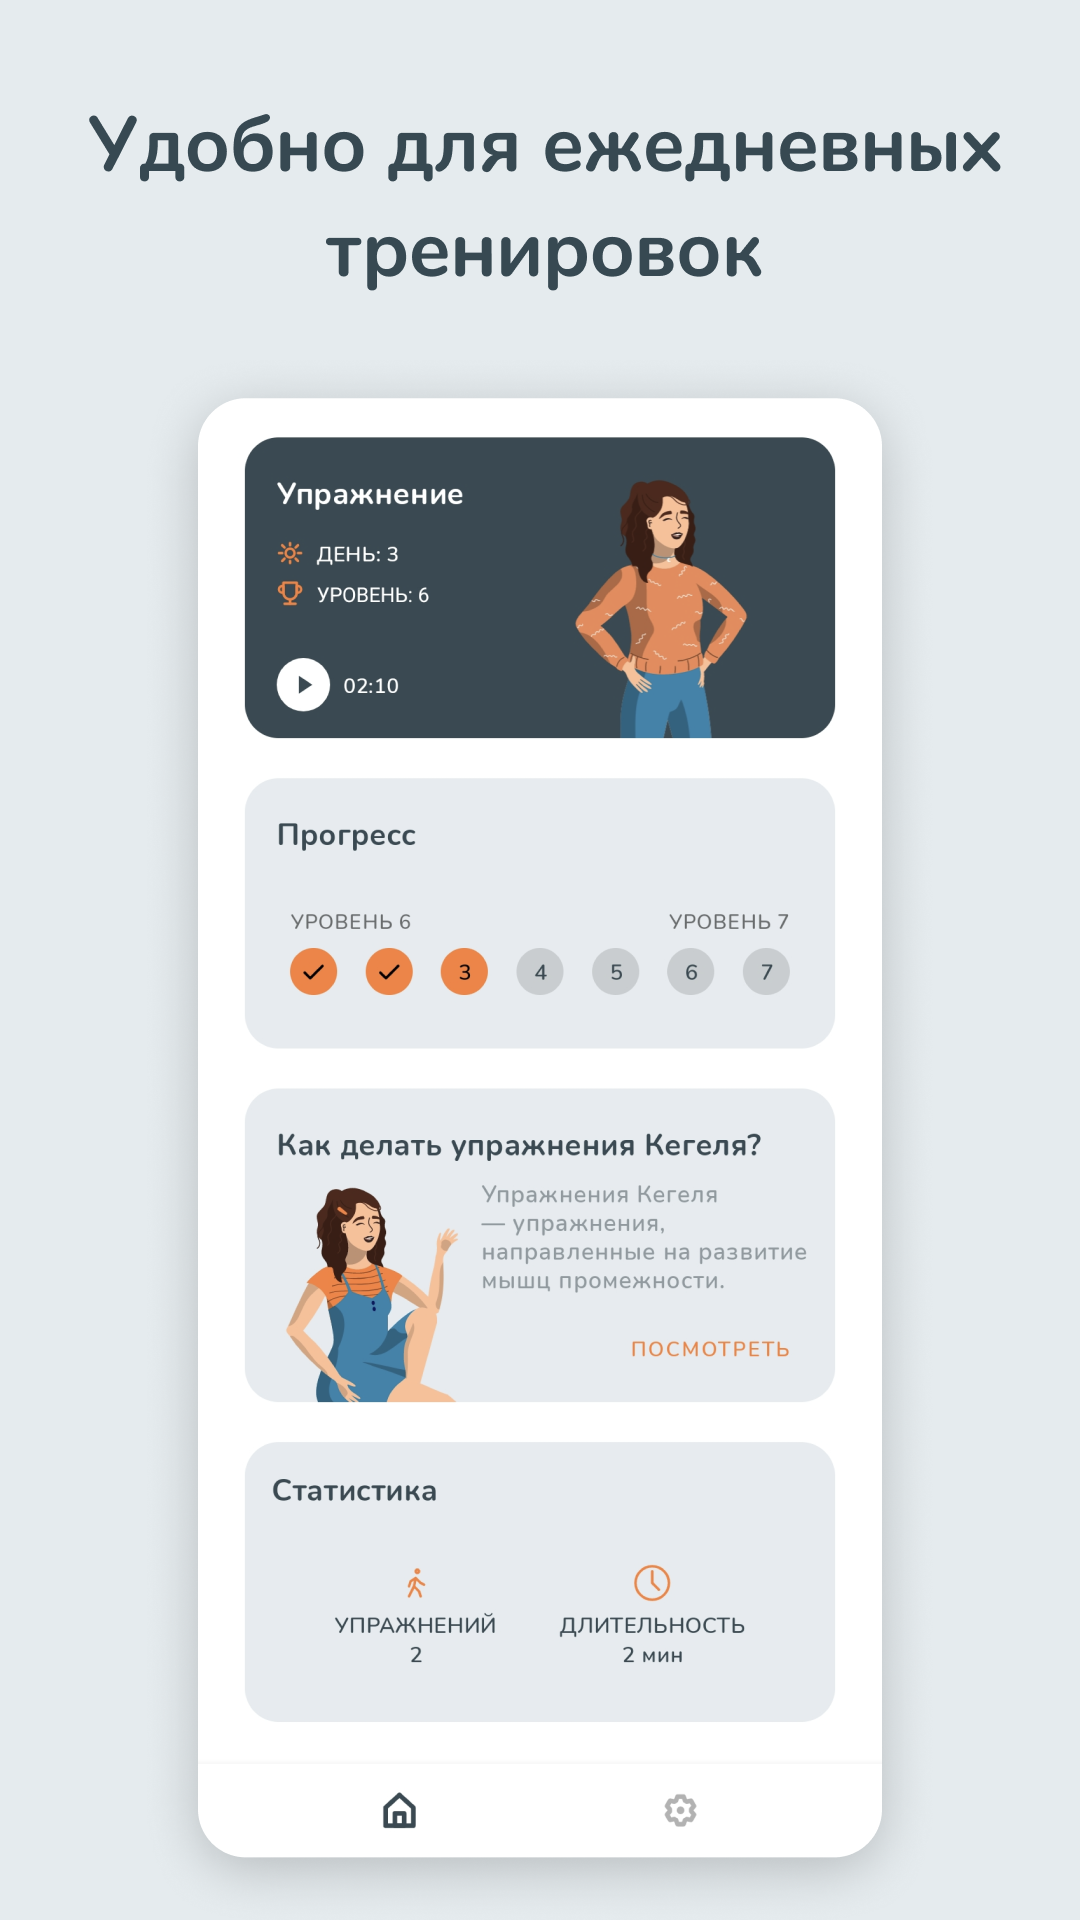 Удобно для ежедневных
тренировок
Упражнение
ДЕНЬ: 3
УРОВЕНЬ: 6
02:10
Прогресс
УРОВЕНЬ 6 УРОВЕНЬ 7
3 4 5 6 7
Как делать упражнения Кегеля?
Упражнения Кегеля
— упражнения,
направленные на развитие
мышц промежности.
ПОСМОТРЕТЬ
Статистика
УПРАЖНЕНИЙ ДЛИТЕЛЬНОСТЬ
2 2 мин